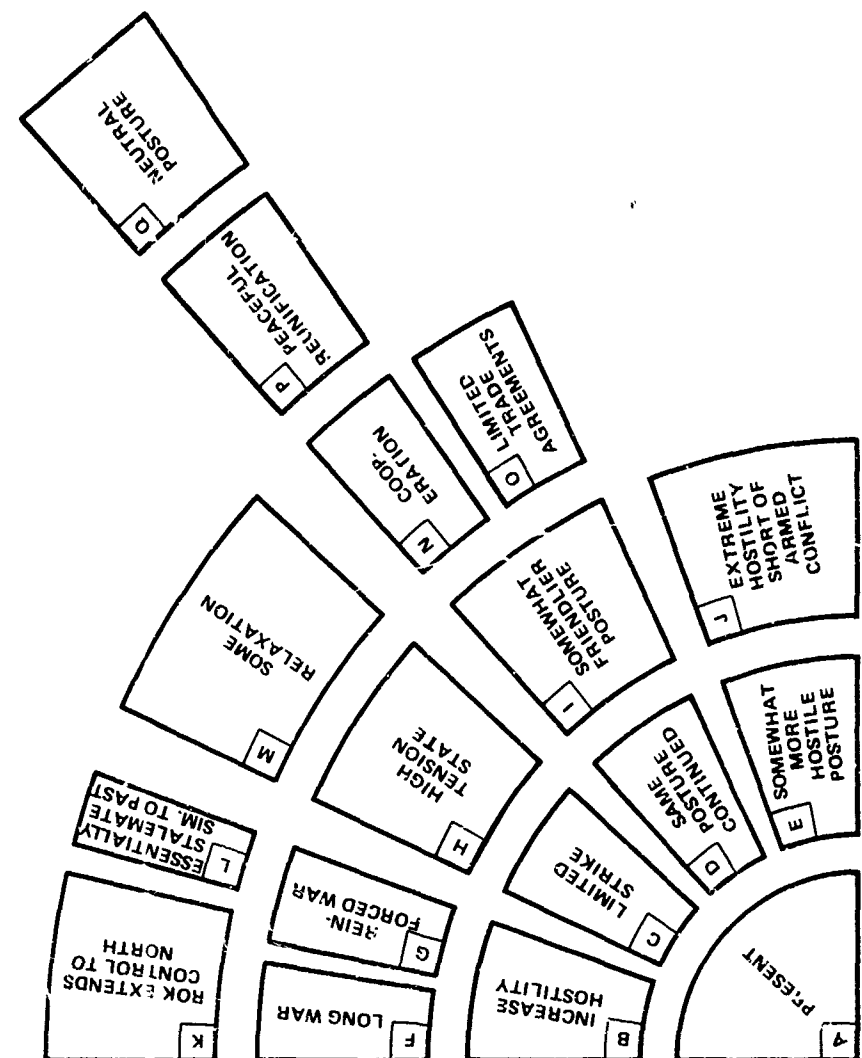 A
PRESENT
B
INCREASE
HOSTILITY
C
LIMITED
STRIKE
D
SAME
POSTURE
CONTINUED
E
SOMEWHAT
MORE
HOSTILE
POSTURE
F
LONG WAR
G
REIN-
FORCED WAR
H
HIGH
TENSION
STATE
I
SOMEWHAT
FRIENDLIER
POSTURE
J
EXTREME
HOSTILITY
SHORT OF
ARMED
CONFLICT
K
ROK EXTENDS
CONTROL TO
NORTH
L
ESSENTIALLY
STALEMATE
SIM. TO PAST
M
SOME
RELAXATION
N
COOP-
ERATION
O
LIMITED
TRADE
AGREEMENTS
P
PEACEFUL
REUNIFICATION
Q
NEUTRAL
POSTURE